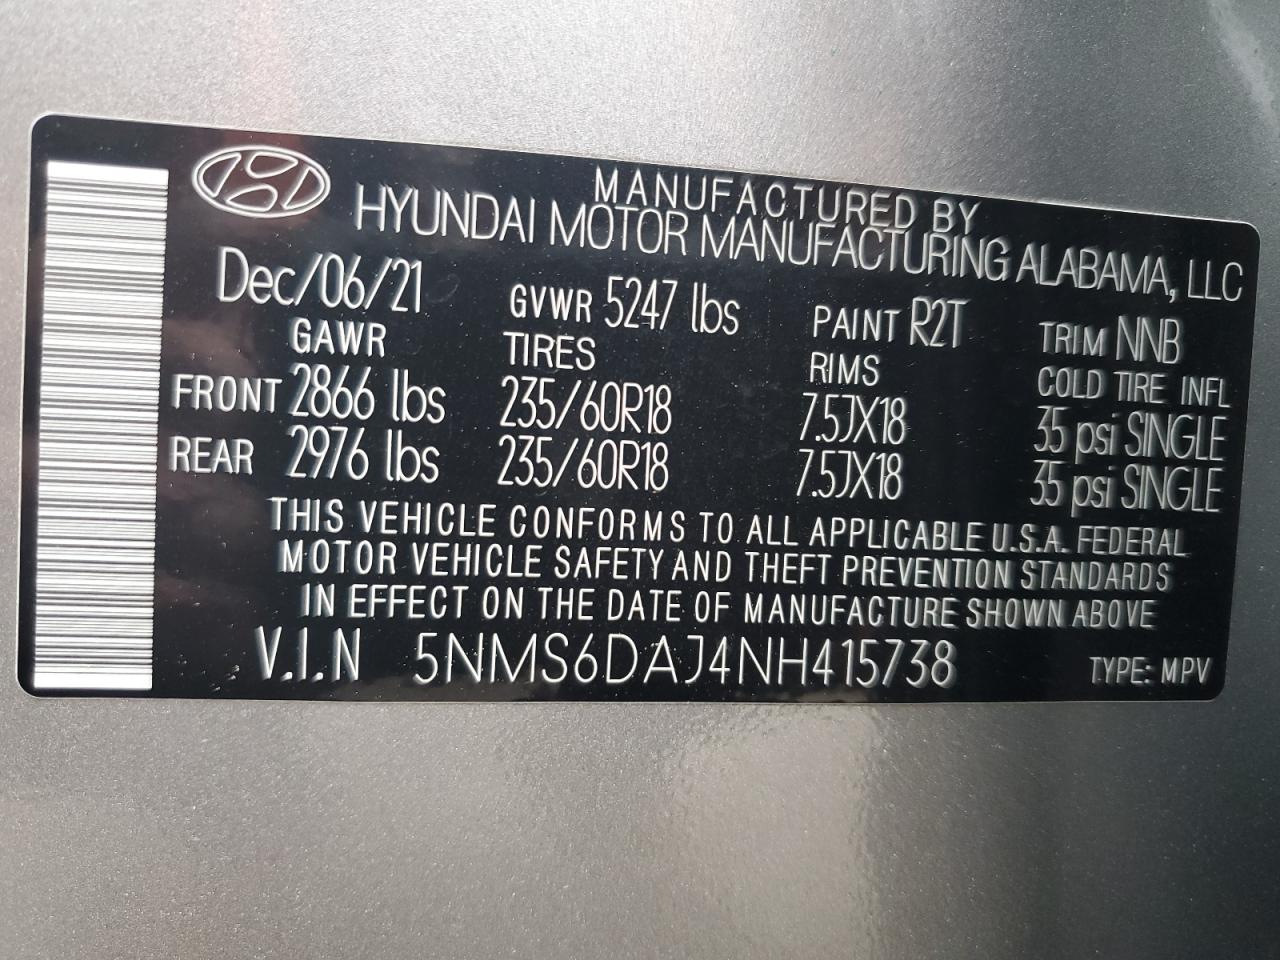 MANUFACTURED BY
HYUNDAI MOTOR MANUFACTURING ALABAMA, LLC
Dec/06/21 GVWR 5247 lbs PAINT R2T TRIM NNB
GAWR TIRES RIMS COLD TIRE INFL
FRONT 2866 lbs 235/60R18 7.5JX18 35 psi SINGLE
REAR 2976 lbs 235/60R18 7.5JX18 35 psi SINGLE
THIS VEHICLE CONFORMS TO ALL APPLICABLE U.S.A. FEDERAL
MOTOR VEHICLE SAFETY AND THEFT PREVENTION STANDARDS
IN EFFECT ON THE DATE OF MANUFACTURE SHOWN ABOVE
V.I.N 5NMS6DAJ4NH415738 TYPE: MPV